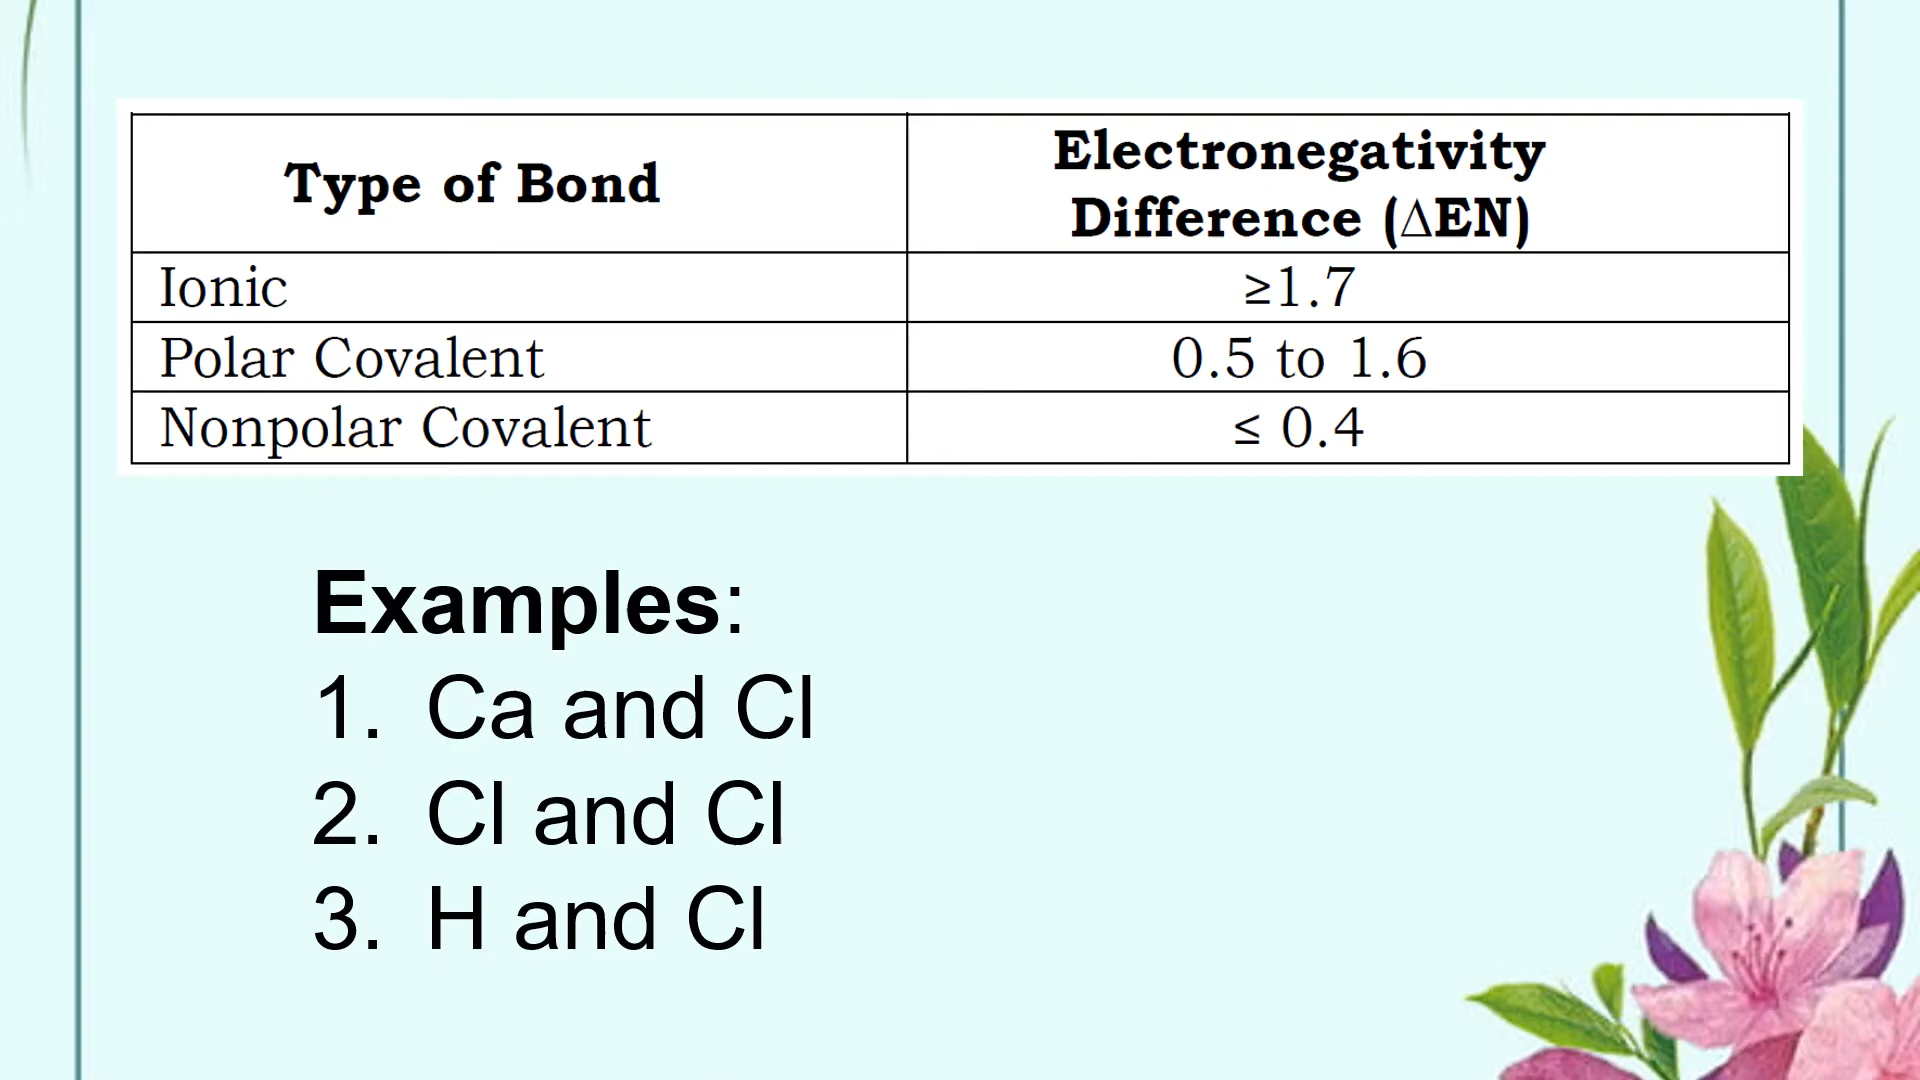 Type of Bond
Electronegativity
Difference (∆EN)
Ionic
≥1.7
Polar Covalent
0.5 to 1.6
Nonpolar Covalent
≤ 0.4
Examples:
1. Ca and Cl
2. Cl and Cl
3. H and Cl